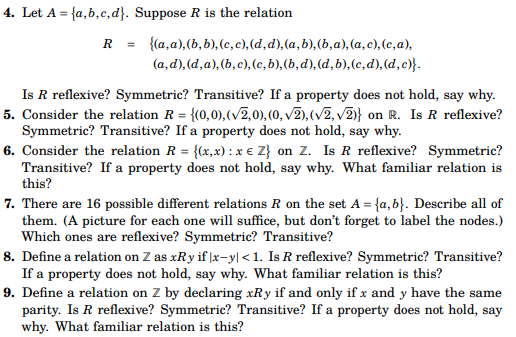 4. Let A = {a,b,c,d}. Suppose R is the relation
R = {(a,a),(b,b),(c,c),(d,d),(a,b),(b,a),(a,c),(c,a),
(a,d),(d,a),(b,c),(c,b),(b,d),(d,b),(c,d),(d,c)}.
Is R reflexive? Symmetric? Transitive? If a property does not hold, say why.
5. Consider the relation R = {(0,0),(√2,0),(0,√2),(√2,√2)} on ℝ. Is R reflexive?
Symmetric? Transitive? If a property does not hold, say why.
6. Consider the relation R = {(x,x) : x ∈ ℤ} on ℤ. Is R reflexive? Symmetric?
Transitive? If a property does not hold, say why. What familiar relation is
this?
7. There are 16 possible different relations R on the set A = {a,b}. Describe all of
them. (A picture for each one will suffice, but don't forget to label the nodes.)
Which ones are reflexive? Symmetric? Transitive?
8. Define a relation on ℤ as xRy if |x−y| < 1. Is R reflexive? Symmetric? Transitive?
If a property does not hold, say why. What familiar relation is this?
9. Define a relation on ℤ by declaring xRy if and only if x and y have the same
parity. Is R reflexive? Symmetric? Transitive? If a property does not hold, say
why. What familiar relation is this?